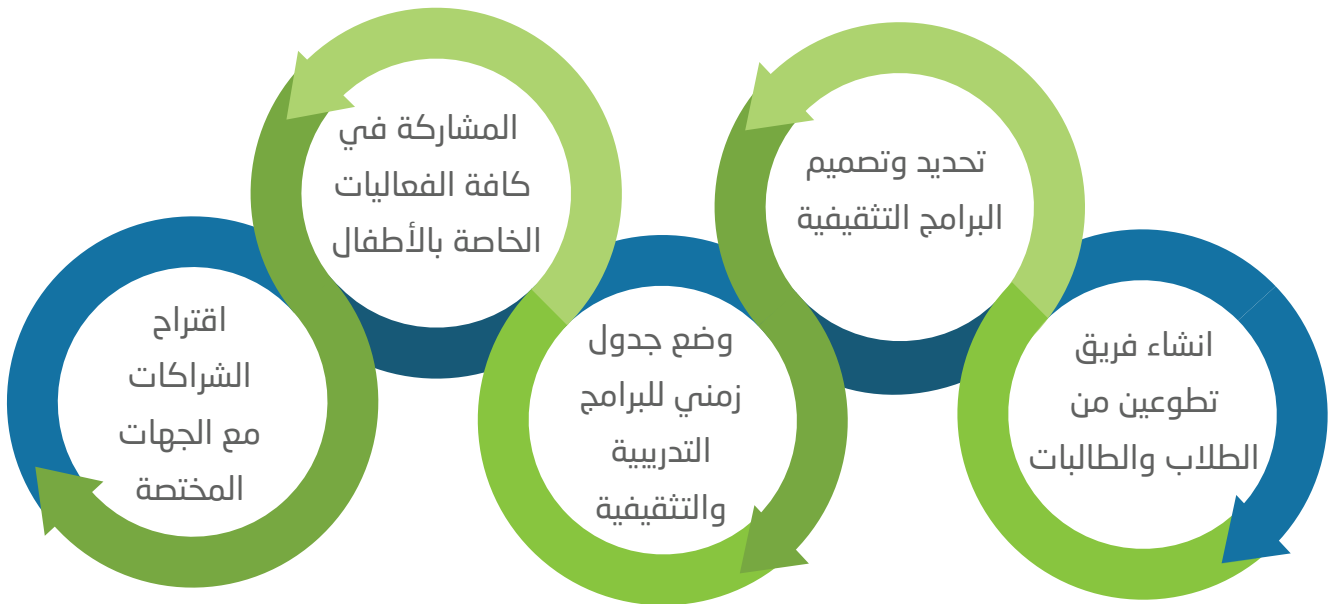 انشاء فريق
تطوعين من
الطلاب والطالبات
تحديد وتصميم
البرامج التثقيفية
وضع جدول
زمني للبرامج
التدريبية
والتثقيفية
المشاركة في
كافة الفعاليات
الخاصة بالأطفال
اقتراح
الشراكات
مع الجهات
المختصة